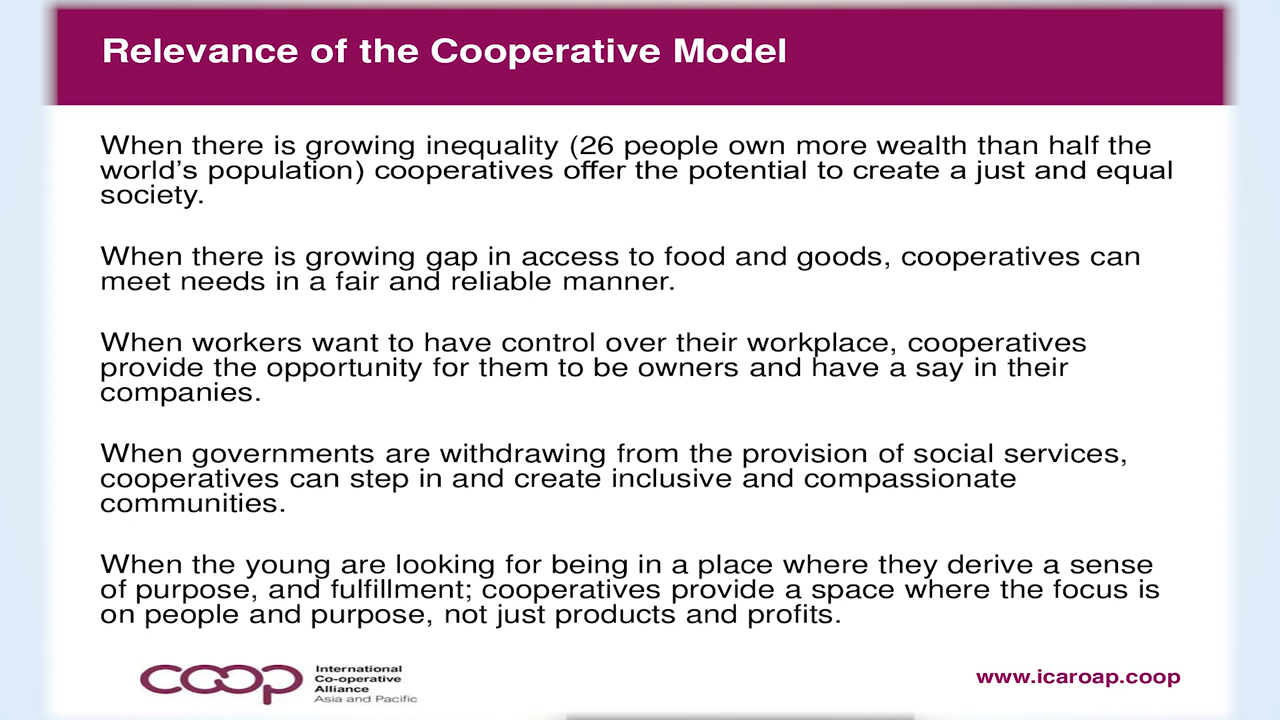 Relevance of the Cooperative Model
When there is growing inequality (26 people own more wealth than half the
world's population) cooperatives offer the potential to create a just and equal
society.
When there is growing gap in access to food and goods, cooperatives can
meet needs in a fair and reliable manner.
When workers want to have control over their workplace, cooperatives
provide the opportunity for them to be owners and have a say in their
companies.
When governments are withdrawing from the provision of social services,
cooperatives can step in and create inclusive and compassionate
communities.
When the young are looking for being in a place where they derive a sense
of purpose, and fulfillment; cooperatives provide a space where the focus is
on people and purpose, not just products and profits.
coop
International
Co-operative
Alliance
Asia and Pacific
www.icaroap.coop